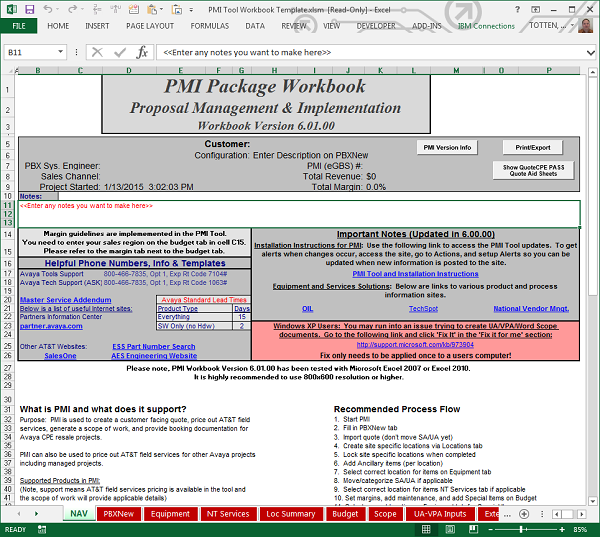 PMI Tool Workbook Template.xlsm [Read-Only] - Excel
FILE HOME INSERT PAGE LAYOUT FORMULAS DATA REVIEW VIEW DEVELOPER ADD-INS IBM Connections TOTTEN,
B11 <<Enter any notes you want to make here>>
A B C D E F G H I J K L M N O P
PMI Package Workbook
Proposal Management & Implementation
Workbook Version 6.01.00
Customer:
PMI Version Info Print/Export
Configuration: Enter Description on PBXNew
PBX Sys. Engineer: PMI (eGBS) #:
Show QuoteCPE PASS
Quote Aid Sheets
Sales Channel: Total Revenue: $0
Project Started: 1/13/2015 3:02:03 PM Total Margin: 0.0%
Notes:
<<Enter any notes you want to make here>>
Margin guidelines are implemenented in the PMI Tool.
You need to enter your sales region on the budget tab in cell C15.
Please refer to the margin tab next to the budget tab.
Helpful Phone Numbers, Info & Templates
Avaya Tools Support 800-466-7835, Opt 1, Exp Rt Code 7104#
Avaya Tech Support (ASK) 800-466-7835, Opt 1, Exp Rt Code 1063#
Master Service Addendum
Below is a list of useful Internet sites:
Partners Information Center
partner.avaya.com
Avaya Standard Lead Times
Product Type Days
Everything 15
SW Only (no Hdw) 2
Other AT&T Websites: ESS Part Number Search
SalesOne AES Engineering Website
Important Notes (Updated in 6.00.00)
Installation Instructions for PMI: Use the following link to access the PMI Tool updates. To get
alerts when changes occur, access the site, go to Actions, and setup Alerts so you can be
updated when new information is posted to the site.
PMI Tool and Installation Instructions
Equipment and Services Solutions: Below are links to various product and process
information sites.
OIL TechSpot National Vendor Mngt.
Windows XP Users: You may run into an issue trying to create UA/VPA/Word Scope
documents. Go to the following link and click 'Fix It' in the 'Fix it for me' section:
http://support.microsoft.com/kb/973904
Fix only needs to be applied once to a users computer!
Please note, PMI Workbook Version 6.01.00 has been tested with Microsoft Excel 2007 or Excel 2010.
It is highly recommended to use 800x600 resolution or higher.
What is PMI and what does it support?
Purpose: PMI is used to create a customer facing quote, price out AT&T field
services, generate a scope of work, and provide booking documentation for
Avaya CPE resale projects.
PMI can also be used to price out AT&T field services for other Avaya projects
including managed projects.
Supported Products in PMI:
(Note, support means AT&T field services pricing is available in the tool and
the scope of work will provide applicable details)
Recommended Process Flow
1. Start PMI
2. Fill in PBXNew tab
3. Import quote (don't move SA/UA yet)
4. Create site specific locations via Locations tab
5. Lock site specific locations when completed
6. Add Ancillary items (per location)
7. Select correct location for items on Equipment tab
8. Move/categorize SA/UA if applicable
9. Select correct location for items NT Services tab if applicable
10. Set margins, add maintenance, and add Special Items on Budget
NAV PBXNew Equipment NT Services Loc Summary Budget Scope UA-VPA Inputs Exte ...
READY 85%